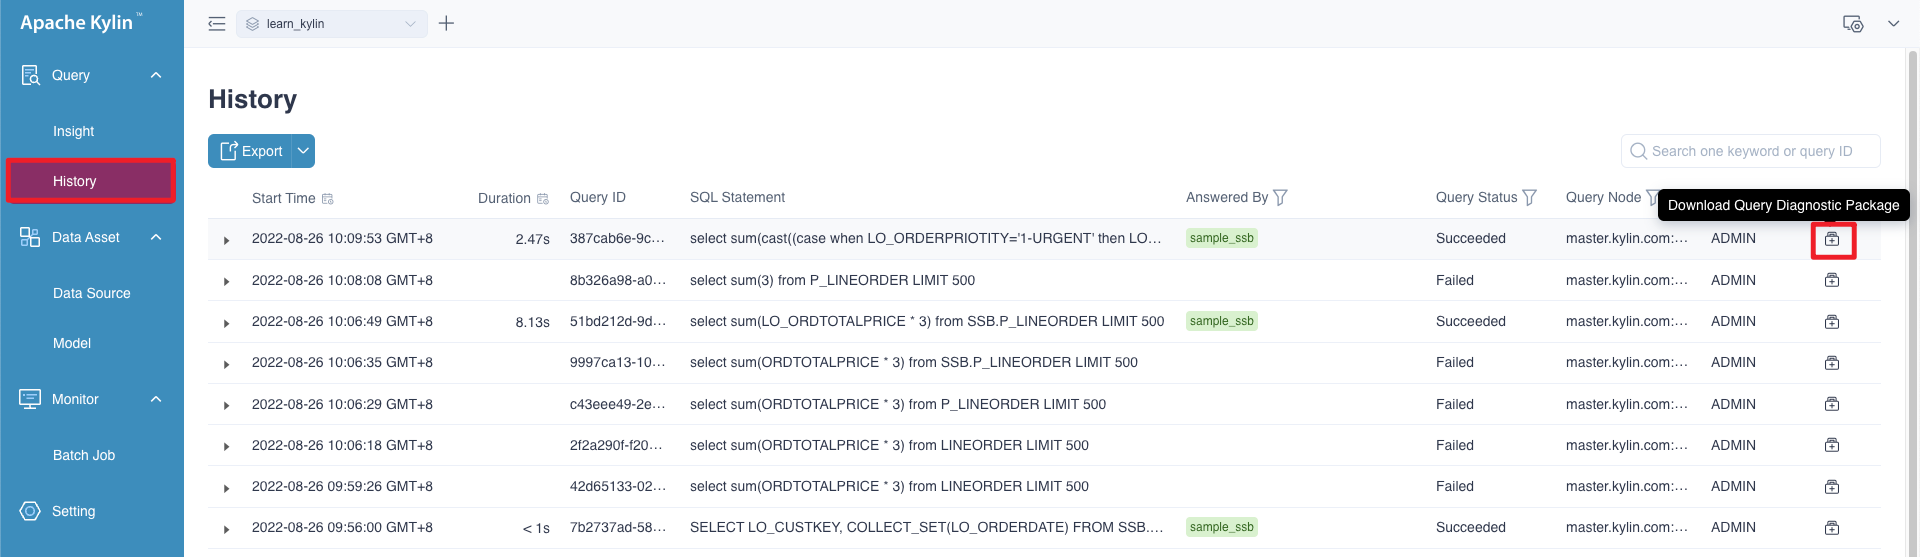 Apache Kylin™
learn_kylin
Query
Insight
History
Data Asset
Data Source
Model
Monitor
Batch Job
Setting
History
Export
Search one keyword or query ID
Start Time Duration Query ID SQL Statement Answered By Query Status Query Node
Download Query Diagnostic Package
2022-08-26 10:09:53 GMT+8 2.47s 387cab6e-9c... select sum(cast((case when LO_ORDERPRIOTITY='1-URGENT' then LO... sample_ssb Succeeded master.kylin.com:... ADMIN
2022-08-26 10:08:08 GMT+8 8b326a98-a0... select sum(3) from P_LINEORDER LIMIT 500 Failed master.kylin.com:... ADMIN
2022-08-26 10:06:49 GMT+8 8.13s 51bd212d-9d... select sum(LO_ORDTOTALPRICE * 3) from SSB.P_LINEORDER LIMIT 500 sample_ssb Succeeded master.kylin.com:... ADMIN
2022-08-26 10:06:35 GMT+8 9997ca13-10... select sum(ORDTOTALPRICE * 3) from SSB.P_LINEORDER LIMIT 500 Failed master.kylin.com:... ADMIN
2022-08-26 10:06:29 GMT+8 c43eee49-2e... select sum(ORDTOTALPRICE * 3) from P_LINEORDER LIMIT 500 Failed master.kylin.com:... ADMIN
2022-08-26 10:06:18 GMT+8 2f2a290f-f20... select sum(ORDTOTALPRICE * 3) from LINEORDER LIMIT 500 Failed master.kylin.com:... ADMIN
2022-08-26 09:59:26 GMT+8 42d65133-02... select sum(ORDTOTALPRICE * 3) from LINEORDER LIMIT 500 Failed master.kylin.com:... ADMIN
2022-08-26 09:56:00 GMT+8 < 1s 7b2737ad-58... SELECT LO_CUSTKEY, COLLECT_SET(LO_ORDERDATE) FROM SSB.... sample_ssb Succeeded master.kylin.com:... ADMIN